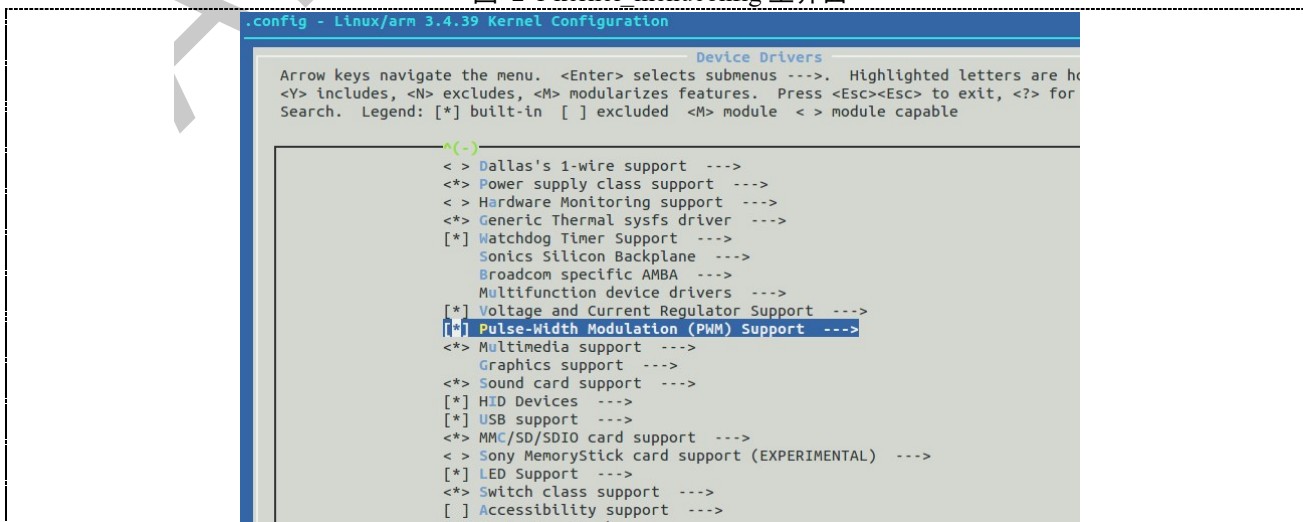 .config - Linux/arm 3.4.39 Kernel Configuration
Device Drivers
Arrow keys navigate the menu. <Enter> selects submenus --->. Highlighted letters are ho
<Y> includes, <N> excludes, <M> modularizes features. Press <Esc><Esc> to exit, <?> for
Search. Legend: [*] built-in [ ] excluded <M> module < > module capable
^(-)
< > Dallas's 1-wire support --->
<*> Power supply class support --->
< > Hardware Monitoring support --->
<*> Generic Thermal sysfs driver --->
[*] Watchdog Timer Support --->
Sonics Silicon Backplane --->
Broadcom specific AMBA --->
Multifunction device drivers --->
[*] Voltage and Current Regulator Support --->
[*] Pulse-Width Modulation (PWM) Support --->
<*> Multimedia support --->
Graphics support --->
<*> Sound card support --->
[*] HID Devices --->
[*] USB support --->
<*> MMC/SD/SDIO card support --->
< > Sony MemoryStick card support (EXPERIMENTAL) --->
[*] LED Support --->
<*> Switch class support --->
[ ] Accessibility support --->